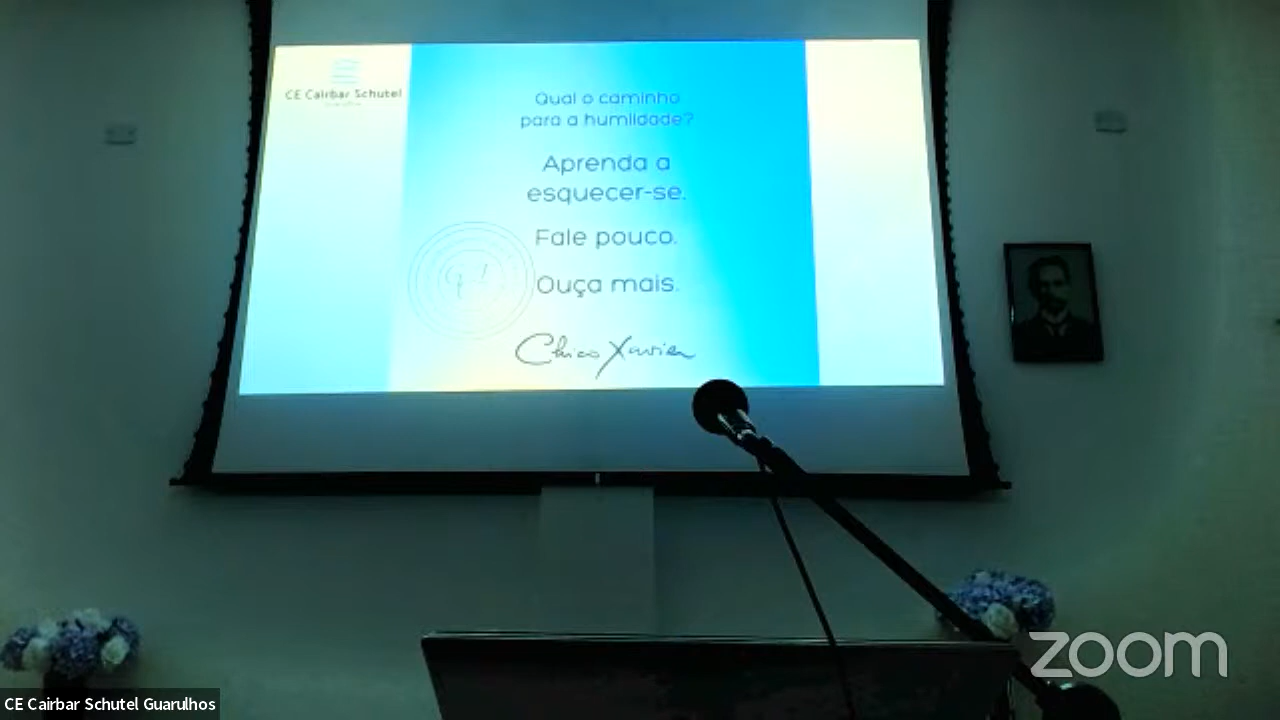 CE Cairbar Schutel
Qual o caminho
para a humildade?
Aprenda a
esquecer-se.
Fale pouco.
Ouça mais.
Chico Xavier
zoom
CE Cairbar Schutel Guarulhos